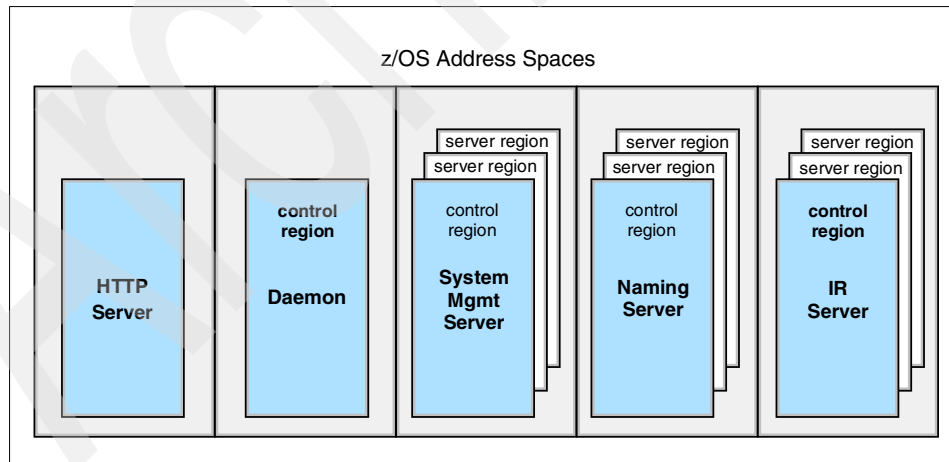 z/OS Address Spaces
HTTP
Server
control
region
Daemon
server region
server region
control
region
System
Mgmt
Server
server region
server region
control
region
Naming
Server
server region
server region
control
region
IR
Server